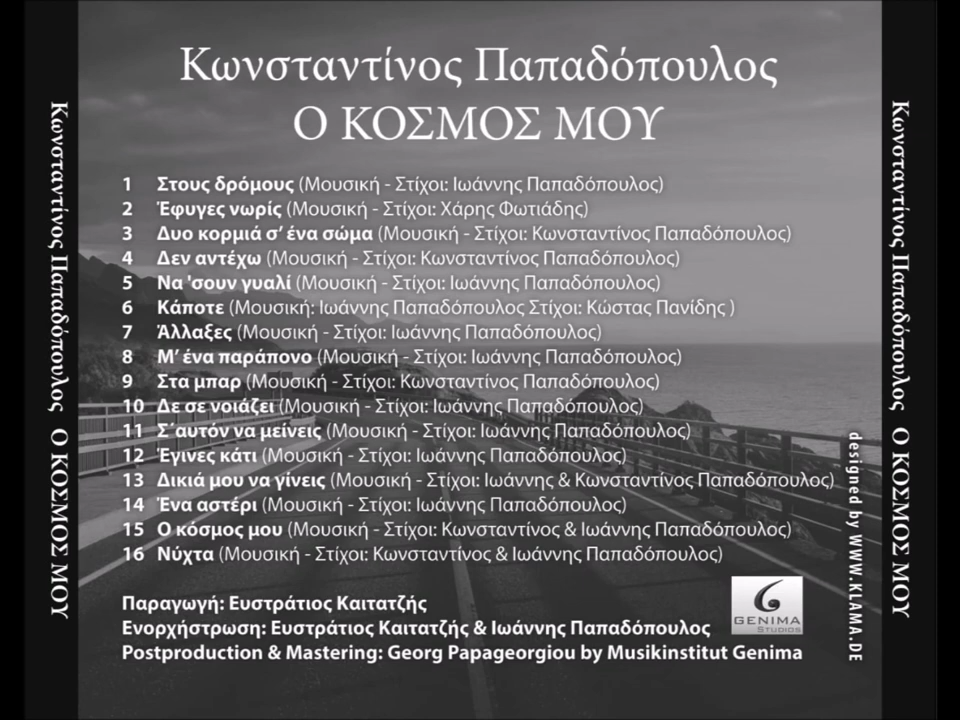 Κωνσταντίνος Παπαδόπουλος
Ο ΚΟΣΜΟΣ ΜΟΥ
1 Στους δρόμους (Μουσική - Στίχοι: Ιωάννης Παπαδόπουλος)
2 Έφυγες νωρίς (Μουσική - Στίχοι: Χάρης Φωτιάδης)
3 Δυο κορμιά σ’ ένα σώμα (Μουσική - Στίχοι: Κωνσταντίνος Παπαδόπουλος)
4 Δεν αντέχω (Μουσική - Στίχοι: Κωνσταντίνος Παπαδόπουλος)
5 Να 'σουν γυαλί (Μουσική - Στίχοι: Ιωάννης Παπαδόπουλος)
6 Κάποτε (Μουσική: Ιωάννης Παπαδόπουλος Στίχοι: Κώστας Πανίδης )
7 Άλλαξες (Μουσική - Στίχοι: Ιωάννης Παπαδόπουλος)
8 Μ’ ένα παράπονο (Μουσική - Στίχοι: Ιωάννης Παπαδόπουλος)
9 Στα μπαρ (Μουσική - Στίχοι: Κωνσταντίνος Παπαδόπουλος)
10 Δε σε νοιάζει (Μουσική - Στίχοι: Ιωάννης Παπαδόπουλος)
11 Σ΄αυτόν να μείνεις (Μουσική - Στίχοι: Ιωάννης Παπαδόπουλος)
12 Έγινες κάτι (Μουσική - Στίχοι: Ιωάννης Παπαδόπουλος)
13 Δικιά μου να γίνεις (Μουσική - Στίχοι: Ιωάννης & Κωνσταντίνος Παπαδόπουλος)
14 Ένα αστέρι (Μουσική - Στίχοι: Ιωάννης Παπαδόπουλος)
15 Ο κόσμος μου (Μουσική - Στίχοι: Κωνσταντίνος & Ιωάννης Παπαδόπουλος)
16 Νύχτα (Μουσική - Στίχοι: Κωνσταντίνος & Ιωάννης Παπαδόπουλος)
Παραγωγή: Ευστράτιος Καιτατζής
Ενορχήστρωση: Ευστράτιος Καιτατζής & Ιωάννης Παπαδόπουλος
Postproduction & Mastering: Georg Papageorgiou by Musikinstitut Genima
GENIMA
STUDIOS
designed by WWW.KLAMA.DE
Κωνσταντίνος Παπαδόπουλος Ο ΚΟΣΜΟΣ ΜΟΥ
Κωνσταντίνος Παπαδόπουλος Ο ΚΟΣΜΟΣ ΜΟΥ